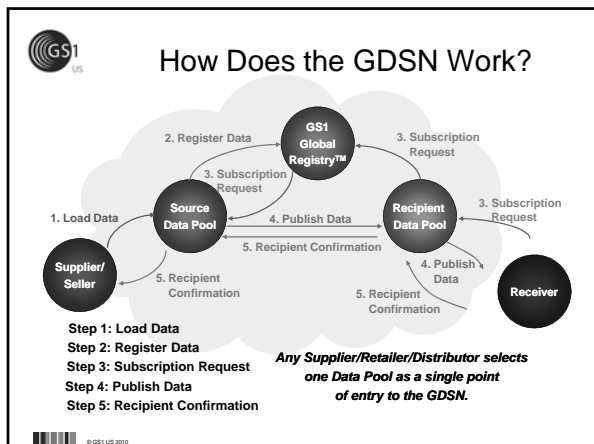 GS1
US
How Does the GDSN Work?
GS1
Global
Registry™
2. Register Data
3. Subscription
Request
3. Subscription
Request
3. Subscription
Request
1. Load Data
Source
Data Pool
4. Publish Data
5. Recipient Confirmation
Recipient
Data Pool
Supplier/
Seller
5. Recipient
Confirmation
4. Publish
Data
5. Recipient
Confirmation
Receiver
Step 1: Load Data
Step 2: Register Data
Step 3: Subscription Request
Step 4: Publish Data
Step 5: Recipient Confirmation
Any Supplier/Retailer/Distributor selects
one Data Pool as a single point
of entry to the GDSN.
© GS1 US 2010